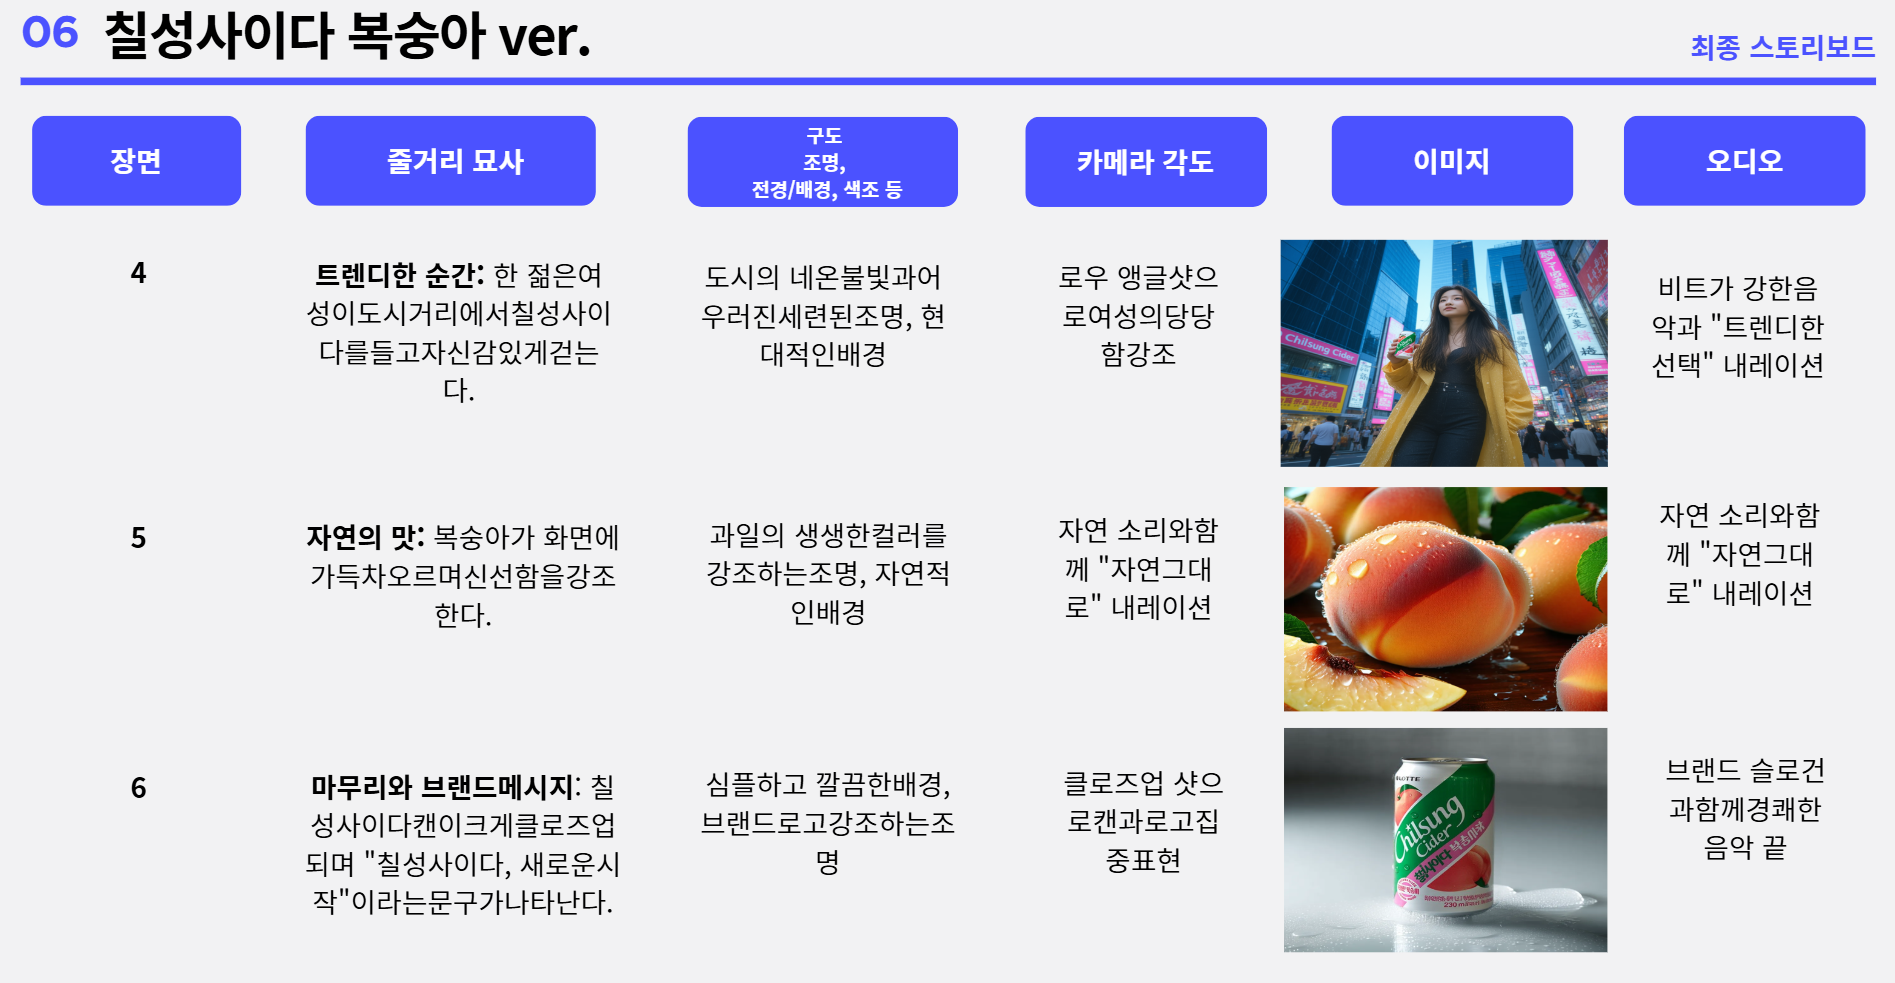 06 칠성사이다 복숭아 ver.
최종 스토리보드
장면
줄거리 묘사
구도
조명,
전경/배경, 색조 등
카메라 각도
이미지
오디오
4
트렌디한 순간: 한 젊은여
성이도시거리에서칠성사이
다를들고자신감있게걷는
다.
도시의 네온불빛과어
우러진세련된조명, 현
대적인배경
로우 앵글샷으
로여성의당당
함강조
Chilsung Cider
비트가 강한음
악과 "트렌디한
선택" 내레이션
5
자연의 맛: 복숭아가 화면에
가득차오르며신선함을강조
한다.
과일의 생생한컬러를
강조하는조명, 자연적
인배경
자연 소리와함
께 "자연그대
로" 내레이션
자연 소리와함
께 "자연그대
로" 내레이션
6
마무리와 브랜드메시지: 칠
성사이다캔이크게클로즈업
되며 "칠성사이다, 새로운시
작"이라는문구가나타난다.
심플하고 깔끔한배경,
브랜드로고강조하는조
명
클로즈업 샷으
로캔과로고집
중표현
LOTTE
Chilsung
Cider
브랜드 슬로건
과함께경쾌한
음악 끝